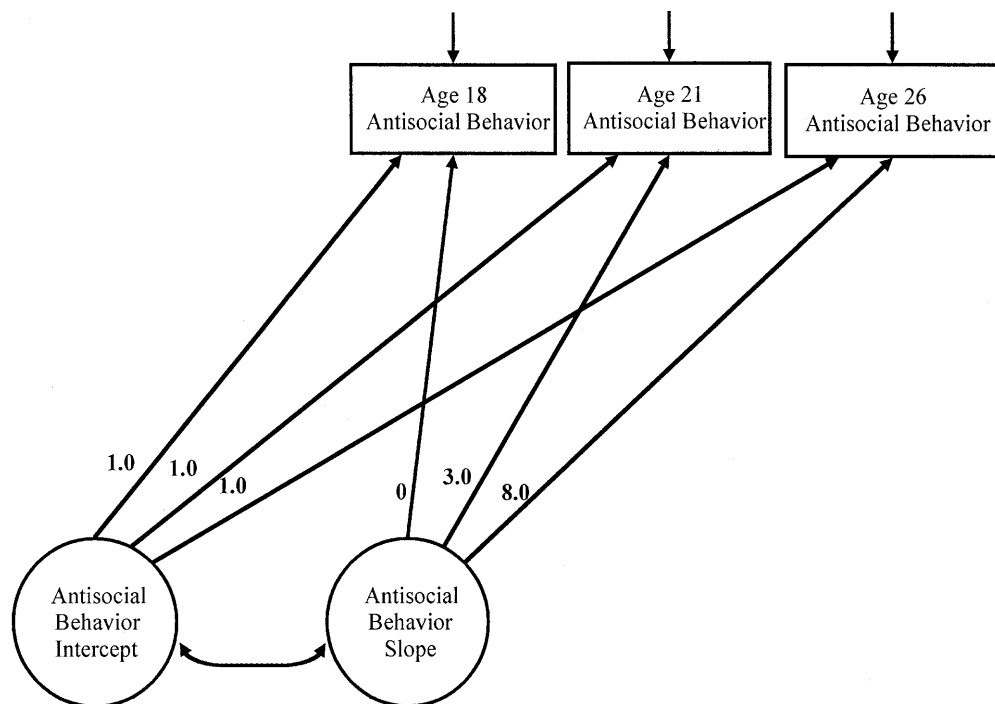 Age 18
Antisocial Behavior
Age 21
Antisocial Behavior
Age 26
Antisocial Behavior
1.0
1.0
1.0
0
3.0
8.0
Antisocial
Behavior
Intercept
Antisocial
Behavior
Slope